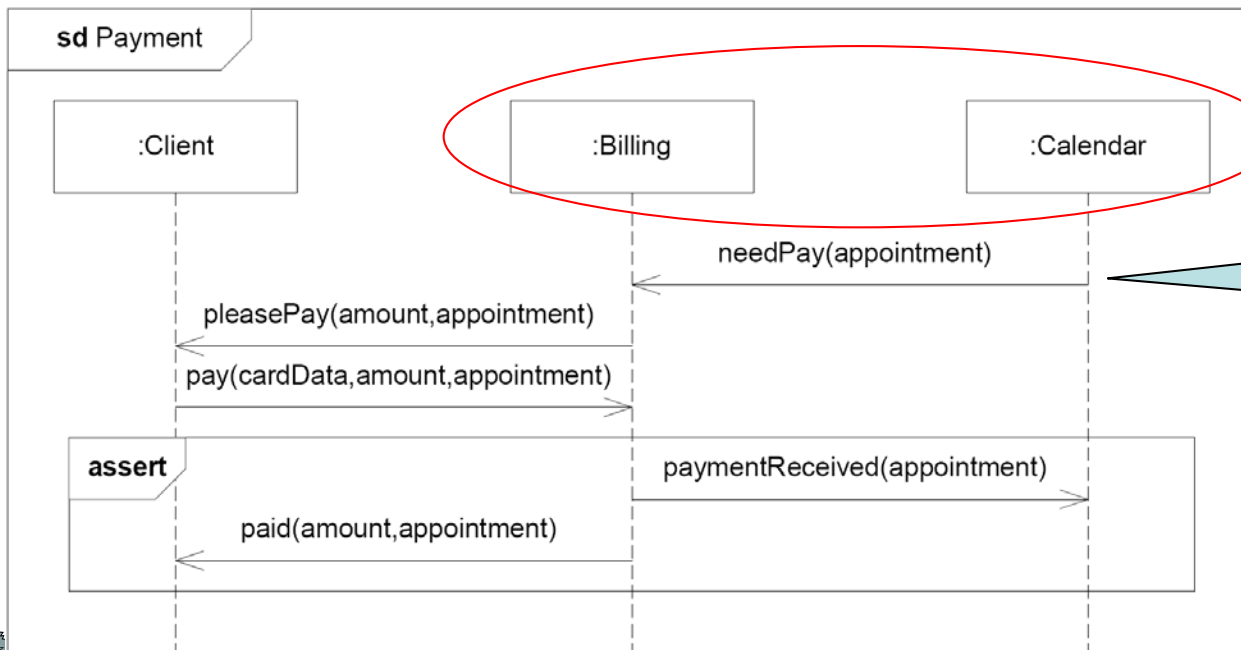 sd Payment
:Client
:Billing
:Calendar
needPay(appointment)
pleasePay(amount,appointment)
pay(cardData,amount,appointment)
assert
paymentReceived(appointment)
paid(amount,appointment)